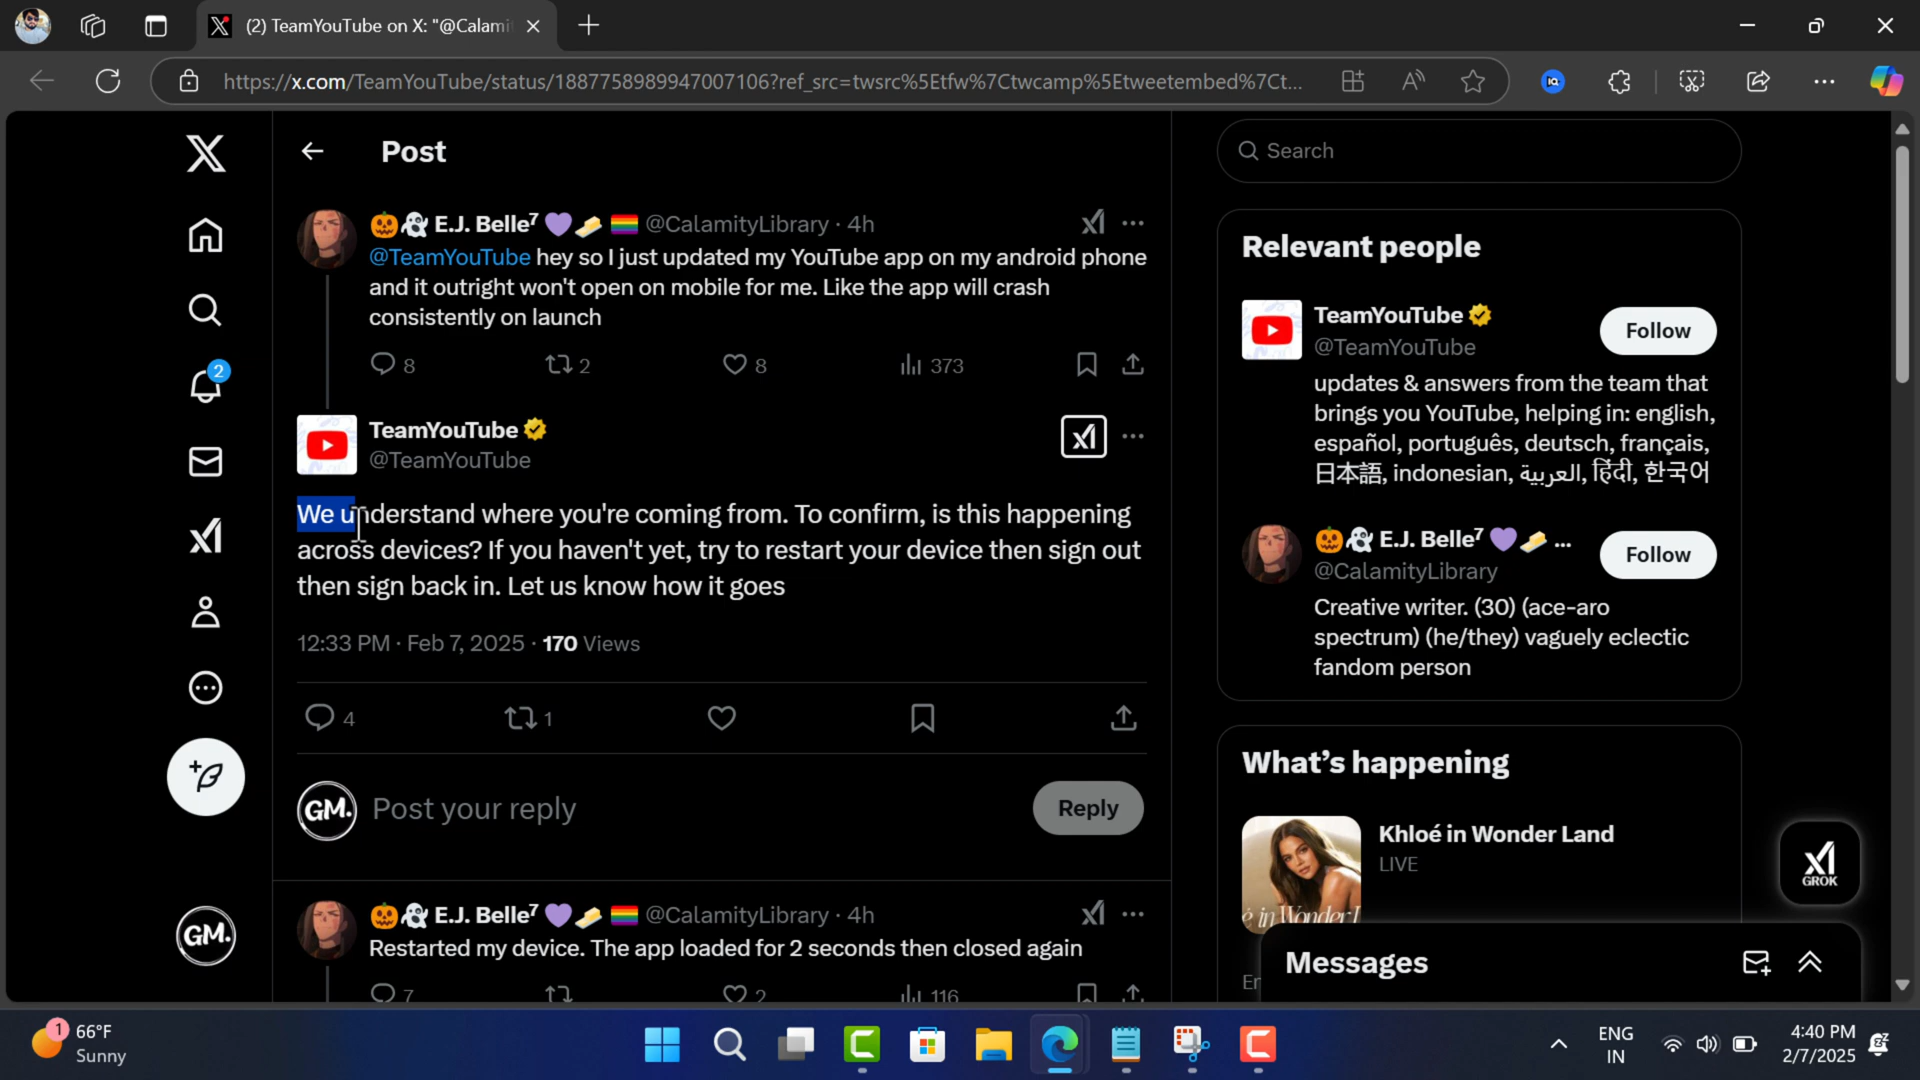 (2) TeamYouTube on X: "@Calami
https://x.com/TeamYouTube/status/1887758989947007106?ref_src=twsrc%5Etfw%7Ctwcamp%5Etweetembed%7Ct...
Post
🎃👻 E.J. Belle⁷ 💜🧈 🏳️‍🌈 @CalamityLibrary · 4h
@TeamYouTube hey so I just updated my YouTube app on my android phone
and it outright won't open on mobile for me. Like the app will crash
consistently on launch
8 2 8 373
TeamYouTube
@TeamYouTube
We understand where you're coming from. To confirm, is this happening
across devices? If you haven't yet, try to restart your device then sign out
then sign back in. Let us know how it goes
12:33 PM · Feb 7, 2025 · 170 Views
4 1
GM. Post your reply Reply
🎃👻 E.J. Belle⁷ 💜🧈 🏳️‍🌈 @CalamityLibrary · 4h
Restarted my device. The app loaded for 2 seconds then closed again
7 2 116
2
GM.
Search
Relevant people
TeamYouTube
@TeamYouTube
Follow
updates & answers from the team that
brings you YouTube, helping in: english,
español, português, deutsch, français,
日本語, indonesian, العربية, हिंदी, 한국어
🎃👻 E.J. Belle⁷ 💜🧈 ...
@CalamityLibrary
Follow
Creative writer. (30) (ace-aro
spectrum) (he/they) vaguely eclectic
fandom person
What's happening
Khloé in Wonder Land
LIVE
GROK
Messages
1 66°F
Sunny
ENG
IN
4:40 PM
2/7/2025